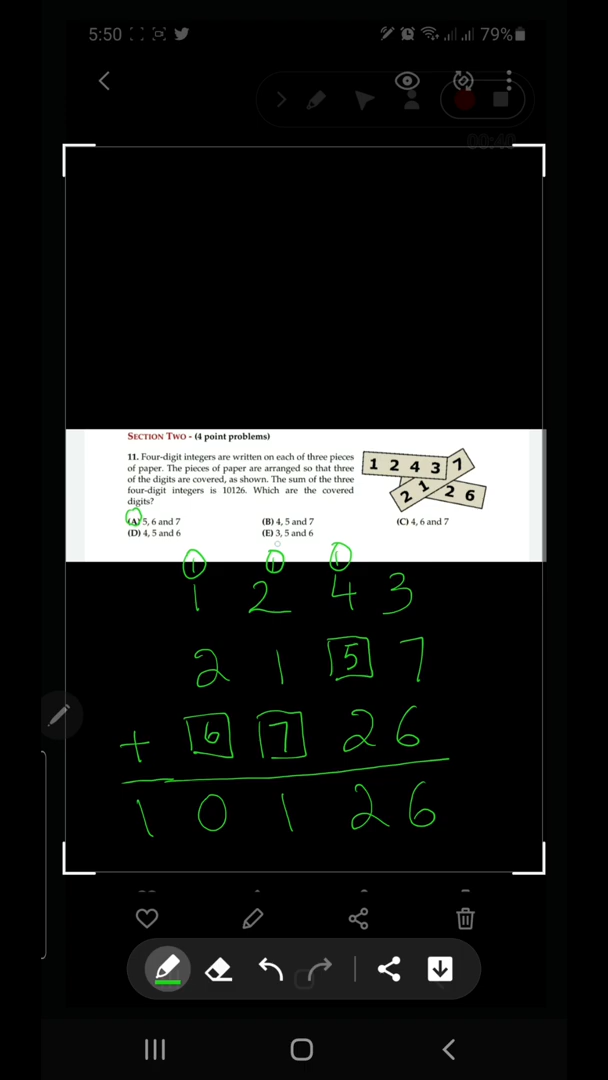 5:50
79%
00:40
SECTION TWO - (4 point problems)
11. Four-digit integers are written on each of three pieces
of paper. The pieces of paper are arranged so that three
of the digits are covered, as shown. The sum of the three
four-digit integers is 10126. Which are the covered
digits?
1 2 4 3 7
2 1 2 6
(A) 5, 6 and 7 (B) 4, 5 and 7 (C) 4, 6 and 7
(D) 4, 5 and 6 (E) 3, 5 and 6
1 1 1
1 2 4 3
2 1 5 7
+ 6 7 2 6
1 0 1 2 6